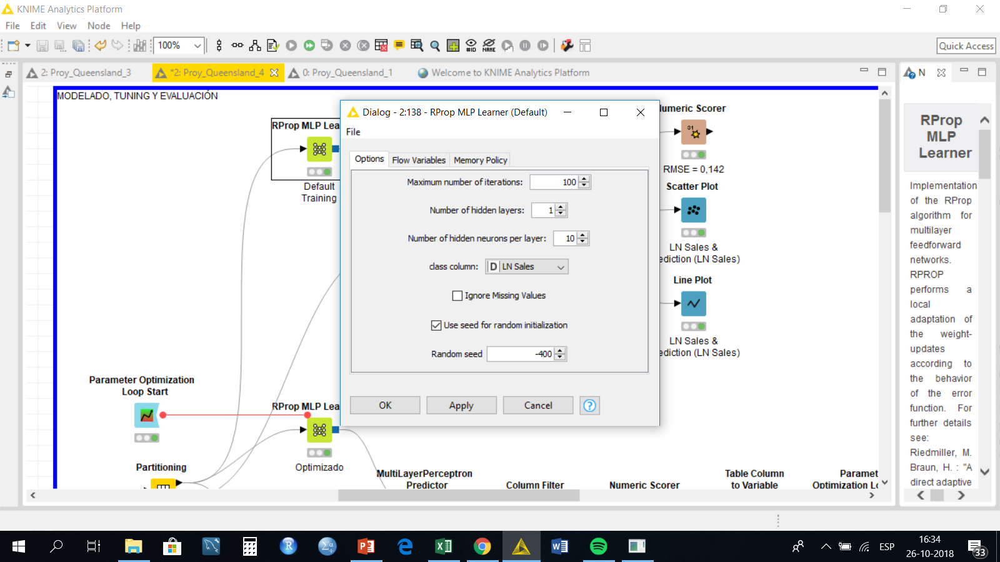 KNIME Analytics Platform
File Edit View Node Help
100%
#ID
NAME
Quick Access
2: Proy_Queensland_3
*2: Proy_Queensland_4
0: Proy_Queensland_1
Welcome to KNIME Analytics Platform
N
MODELADO, TUNING Y EVALUACIÓN
RProp MLP Lea
Default
Training
Dialog - 2:138 - RProp MLP Learner (Default)
File
Options Flow Variables Memory Policy
Maximum number of iterations: 100
Number of hidden layers: 1
Number of hidden neurons per layer: 10
class column: D LN Sales
Ignore Missing Values
Use seed for random initialization
Random seed -400
OK Apply Cancel ?
Numeric Scorer
31
RMSE = 0,142
Scatter Plot
LN Sales &
ediction (LN Sales)
Line Plot
LN Sales &
ediction (LN Sales)
Parameter Optimization
Loop Start
RProp MLP Lea
Optimizado
Partitioning
MultiLayerPerceptron
Predictor
Column Filter
Numeric Scorer
Table Column
to Variable
Paramet
Optimization Lo
RProp
MLP
Learner
Implementation
of the RProp
algorithm for
multilayer
feedforward
networks.
RPROP
performs a
local
adaptation of
the weight-
updates
according to
the behavior
of the error
function. For
further details
see:
Riedmiller, M.
Braun, H. : "A
direct adaptive
ESP
16:34
26-10-2018
33